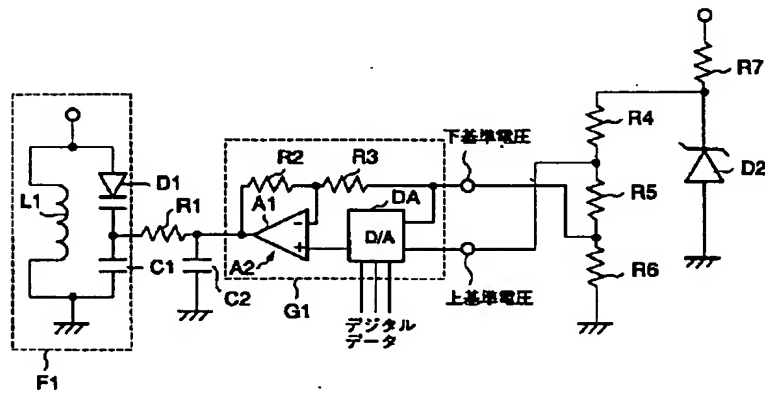 R7
R4
下基準電圧
R2
R3
D2
D1
DA
L1
R1
A1
R5
-
D/A
+
C1
A2
R6
C2
G1
上基準電圧
デジタル
データ
F1